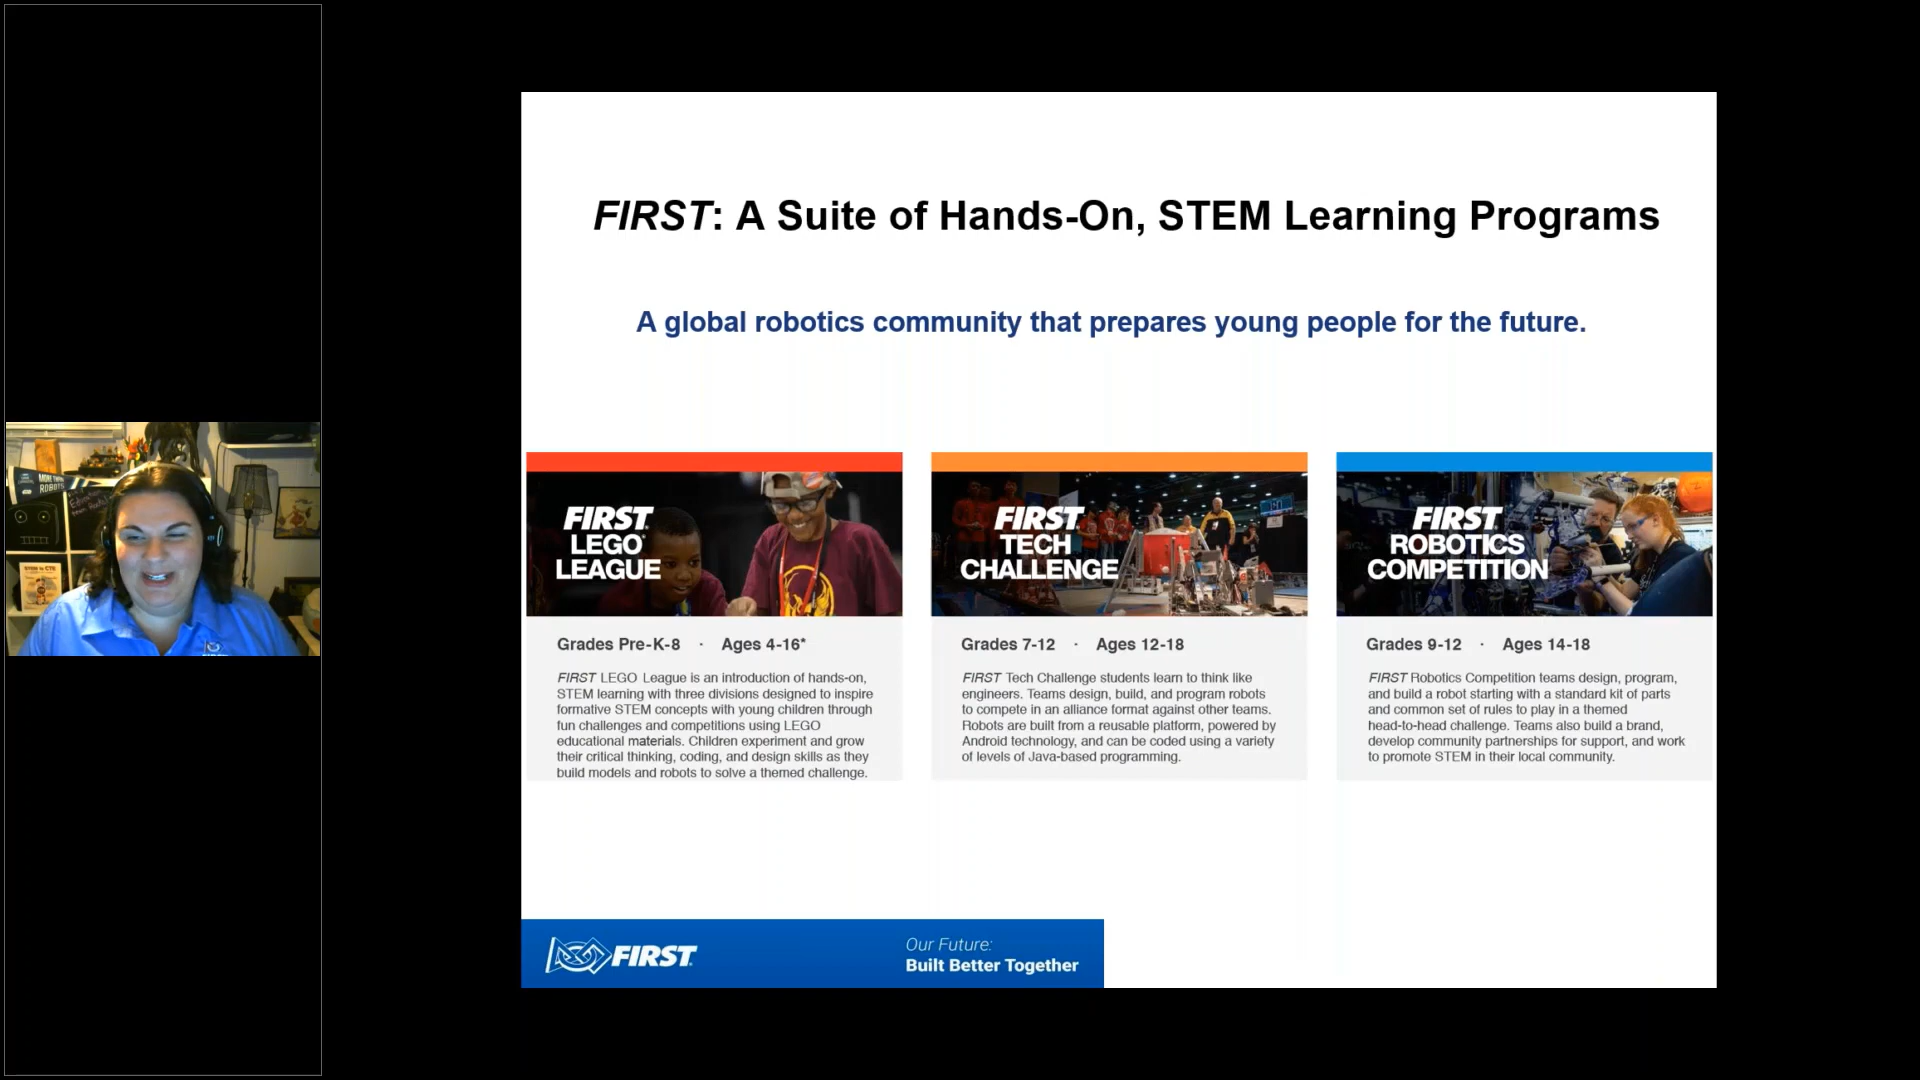 FIRST: A Suite of Hands-On, STEM Learning Programs
A global robotics community that prepares young people for the future.
FIRST
LEGO
LEAGUE
Grades Pre-K-8 · Ages 4-16*
FIRST LEGO League is an introduction of hands-on,
STEM learning with three divisions designed to inspire
formative STEM concepts with young children through
fun challenges and competitions using LEGO
educational materials. Children experiment and grow
their critical thinking, coding, and design skills as they
build models and robots to solve a themed challenge.
FIRST
TECH
CHALLENGE
Grades 7-12 · Ages 12-18
FIRST Tech Challenge students learn to think like
engineers. Teams design, build, and program robots
to compete in an alliance format against other teams.
Robots are built from a reusable platform, powered by
Android technology, and can be coded using a variety
of levels of Java-based programming.
FIRST
ROBOTICS
COMPETITION
Grades 9-12 · Ages 14-18
FIRST Robotics Competition teams design, program,
and build a robot starting with a standard kit of parts
and common set of rules to play in a themed
head-to-head challenge. Teams also build a brand,
develop community partnerships for support, and work
to promote STEM in their local community.
FIRST
Our Future:
Built Better Together
MORE THAN
ROBOTS
STEM to CTE